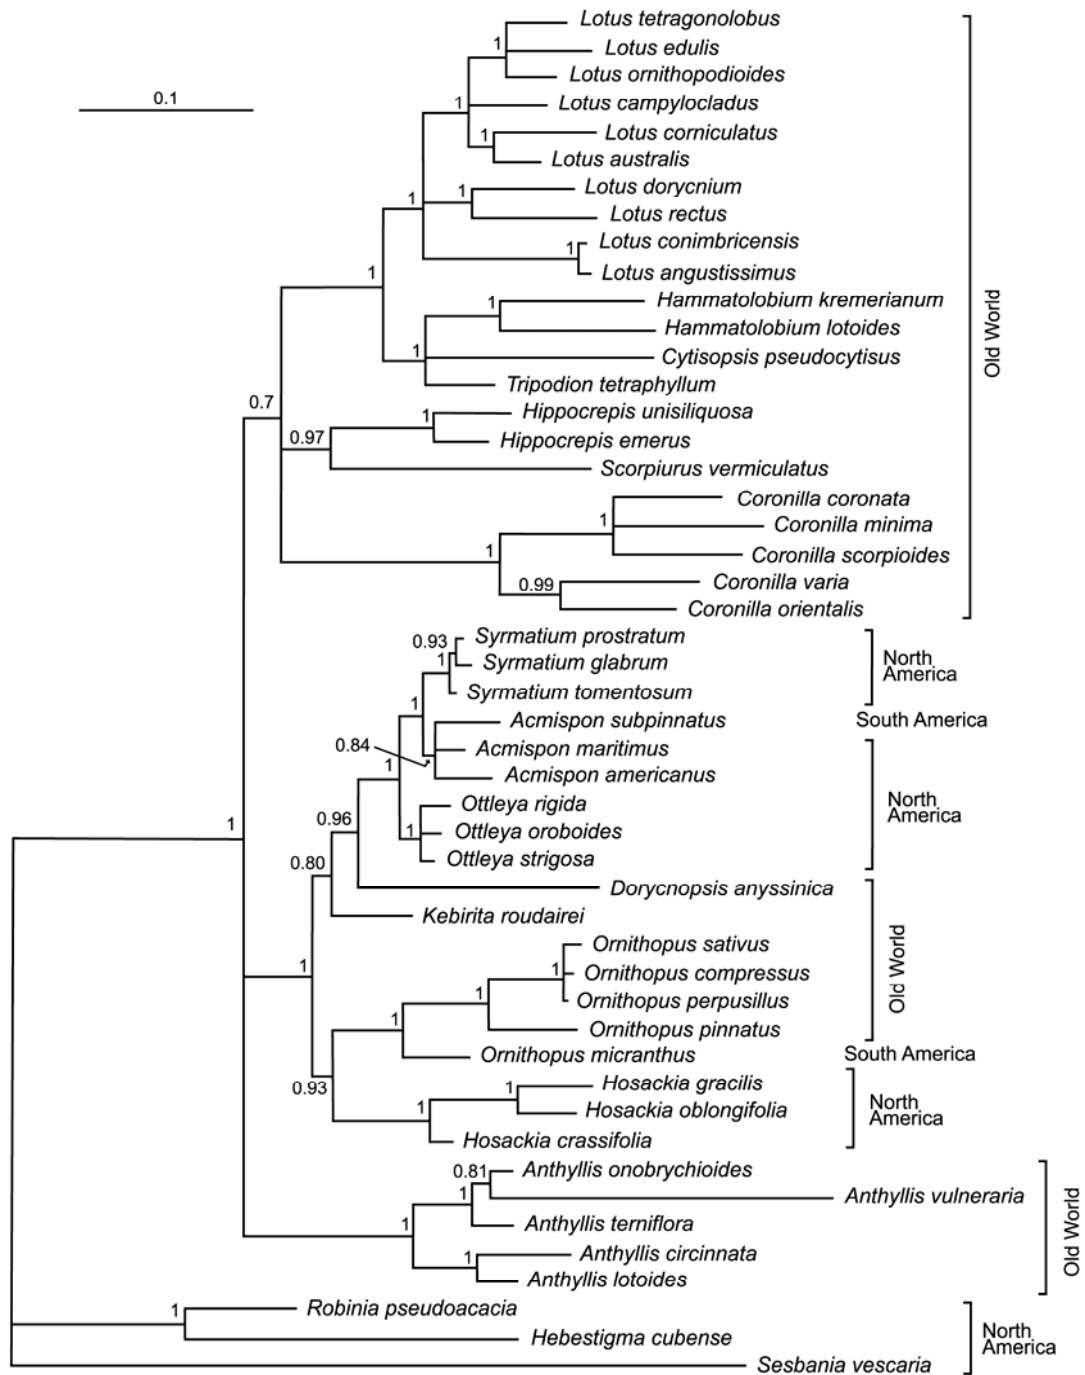 Lotus tetragonolobus
1
Lotus edulis
Lotus ornithopodioides
0.1
1
Lotus campylocladus
1
Lotus corniculatus
Lotus australis
1
1
Lotus dorycnium
Lotus rectus
1
Lotus conimbricensis
1
Lotus angustissimus
1
Hammatolobium kremerianum
Hammatolobium lotoides
1
Cytisopsis pseudocytisus
Tripodion tetraphyllum
Old World
0.7
1
Hippocrepis unisiliquosa
0.97
Hippocrepis emerus
Scorpiurus vermiculatus
Coronilla coronata
1
Coronilla minima
1
Coronilla scorpioides
0.99
Coronilla varia
Coronilla orientalis
0.93
Syrmatium prostratum
1
Syrmatium glabrum
Syrmatium tomentosum
North
America
1
Acmispon subpinnatus
South America
0.84
Acmispon maritimus
1
Acmispon americanus
Ottleya rigida
North
America
0.96
1
Ottleya oroboides
1
Ottleya strigosa
0.80
Dorycnopsis anyssinica
Kebirita roudairei
1
Ornithopus sativus
1
Ornithopus compressus
1
Ornithopus perpusillus
Ornithopus pinnatus
Old World
1
Ornithopus micranthus
South America
0.93
1
Hosackia gracilis
1
Hosackia oblongifolia
Hosackia crassifolia
North
America
0.81
Anthyllis onobrychioides
1
Anthyllis vulneraria
1
Anthyllis terniflora
1
Anthyllis circinnata
Anthyllis lotoides
Old World
1
Robinia pseudoacacia
Hebestigma cubense
Sesbania vescaria
North
America